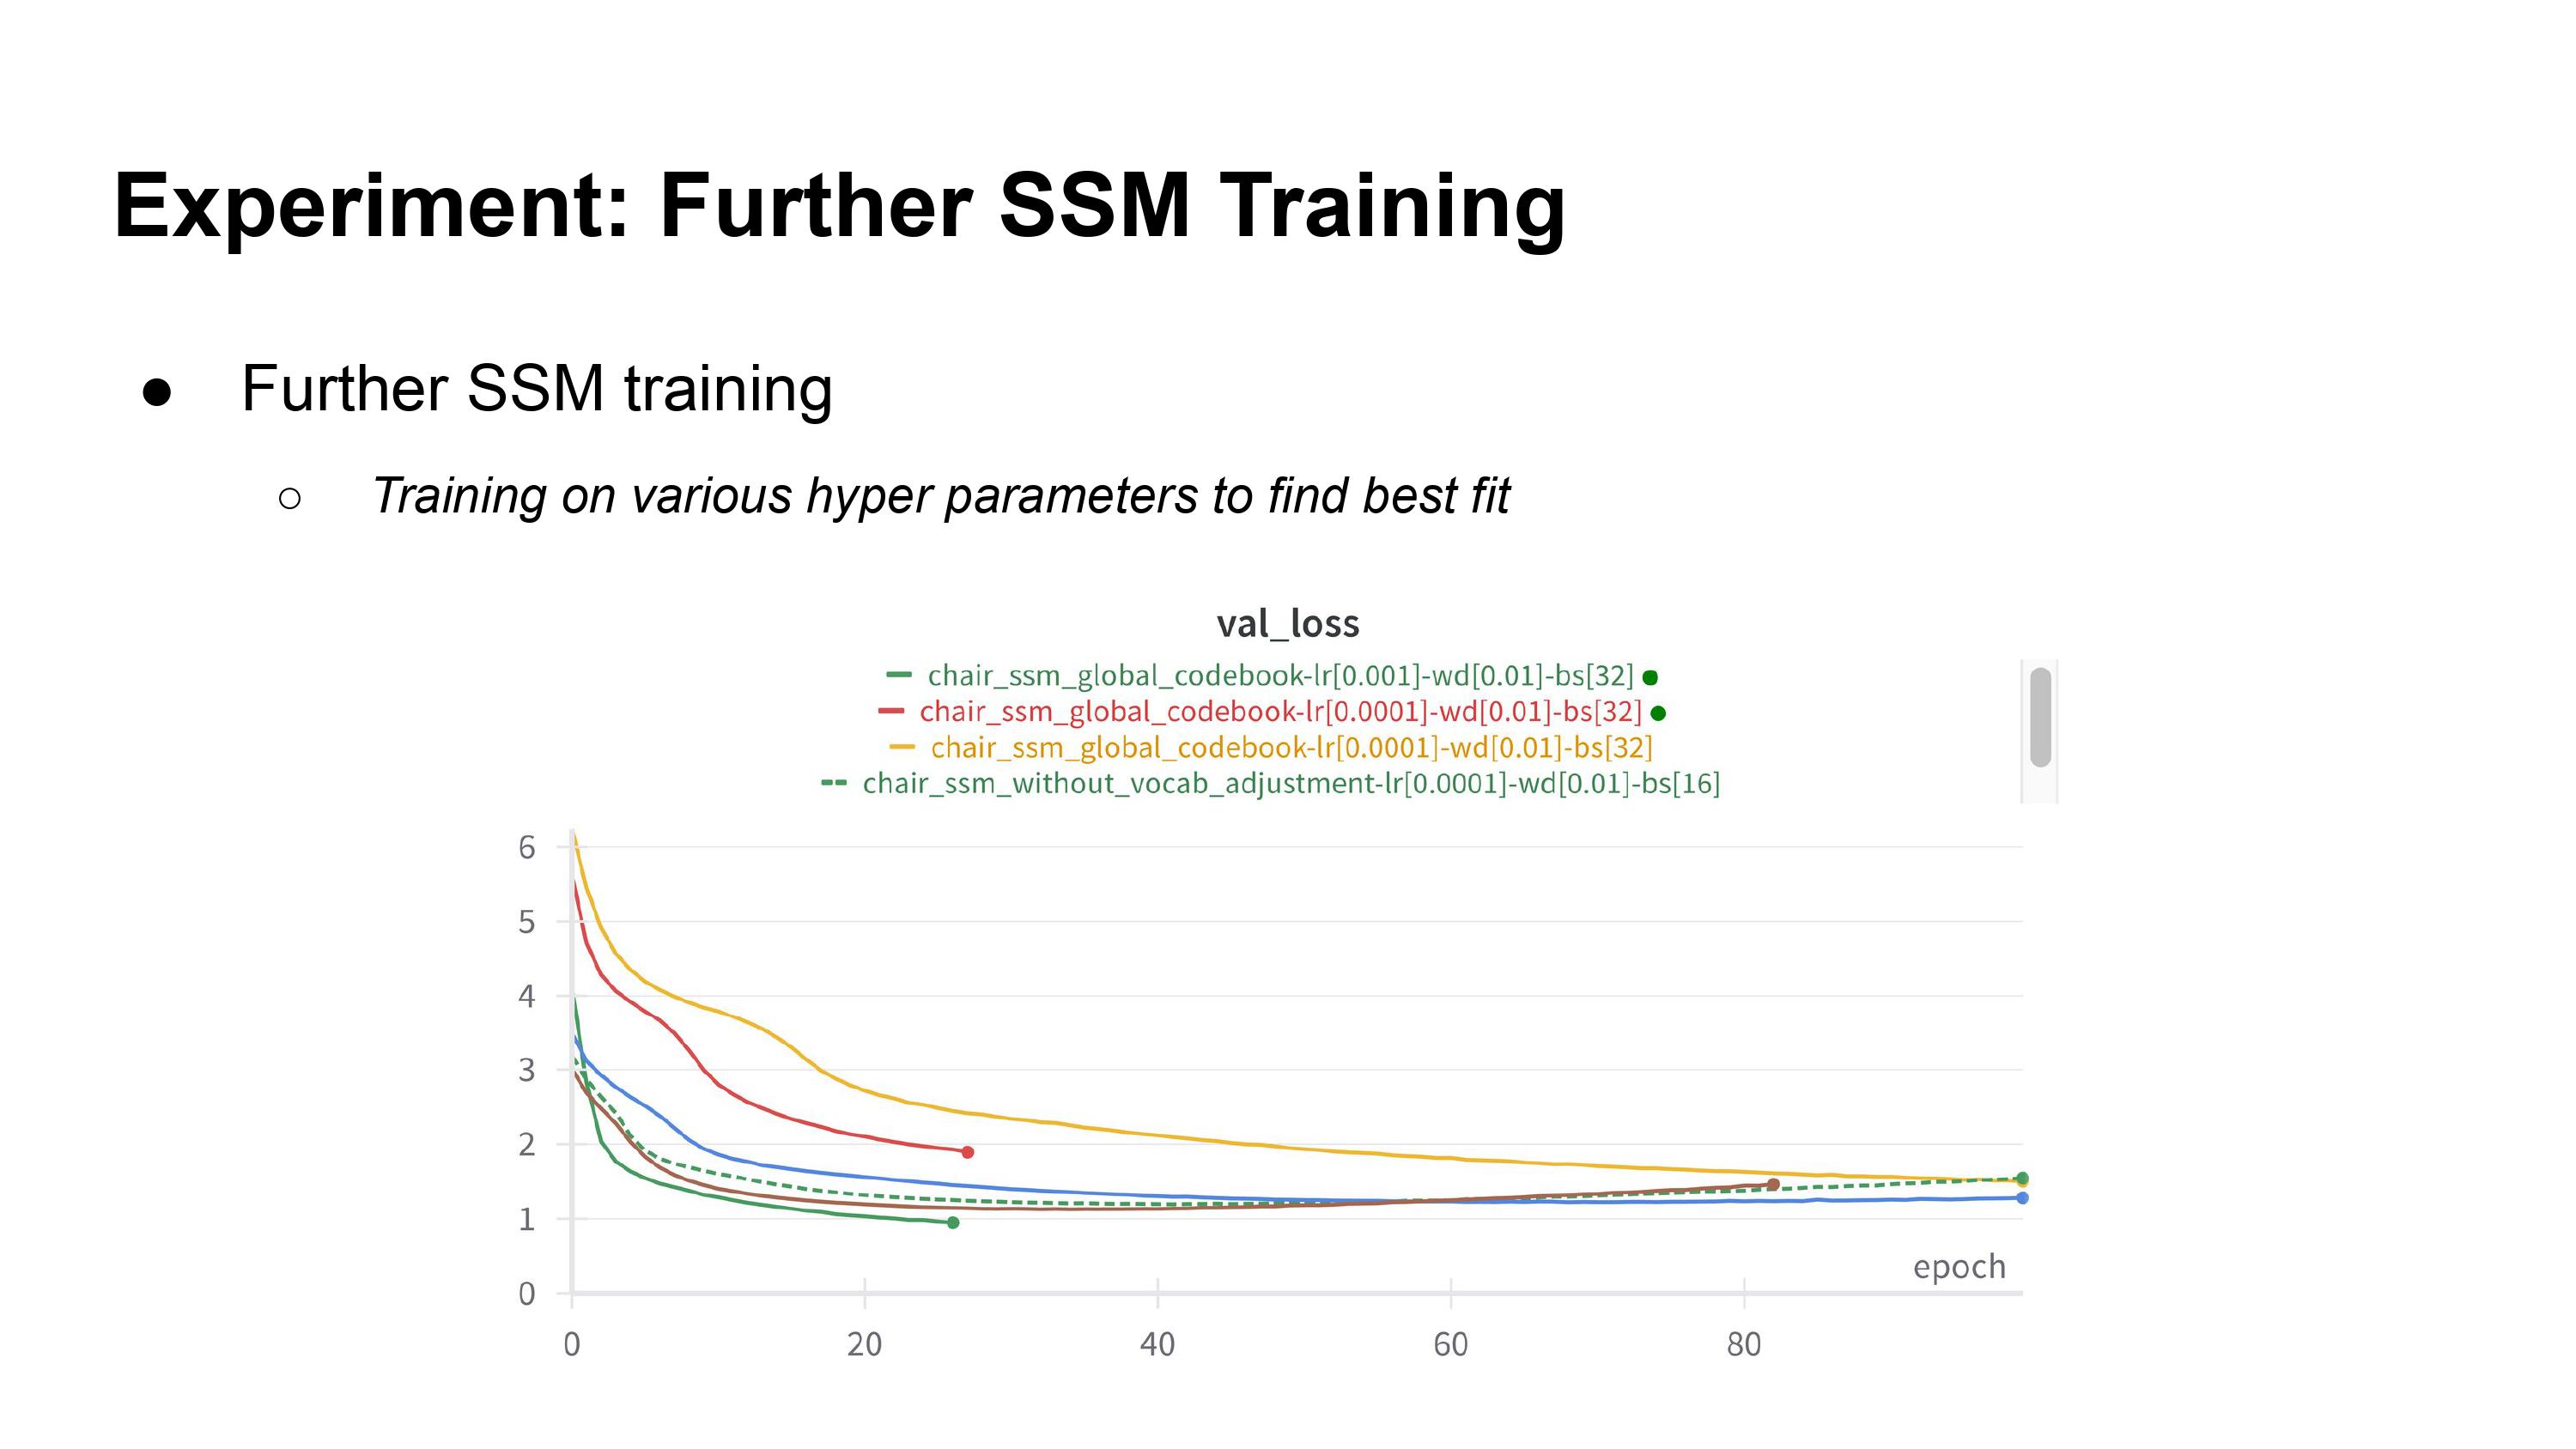 Experiment: Further SSM Training
● Further SSM training
○ Training on various hyper parameters to find best fit
val_loss
chair_ssm_global_codebook-lr[0.001]-wd[0.01]-bs[32]
chair_ssm_global_codebook-lr[0.0001]-wd[0.01]-bs[32]
chair_ssm_global_codebook-lr[0.0001]-wd[0.01]-bs[32]
chair_ssm_without_vocab_adjustment-lr[0.0001]-wd[0.01]-bs[16]
6
5
4
3
2
1
epoch
0
0 20 40 60 80